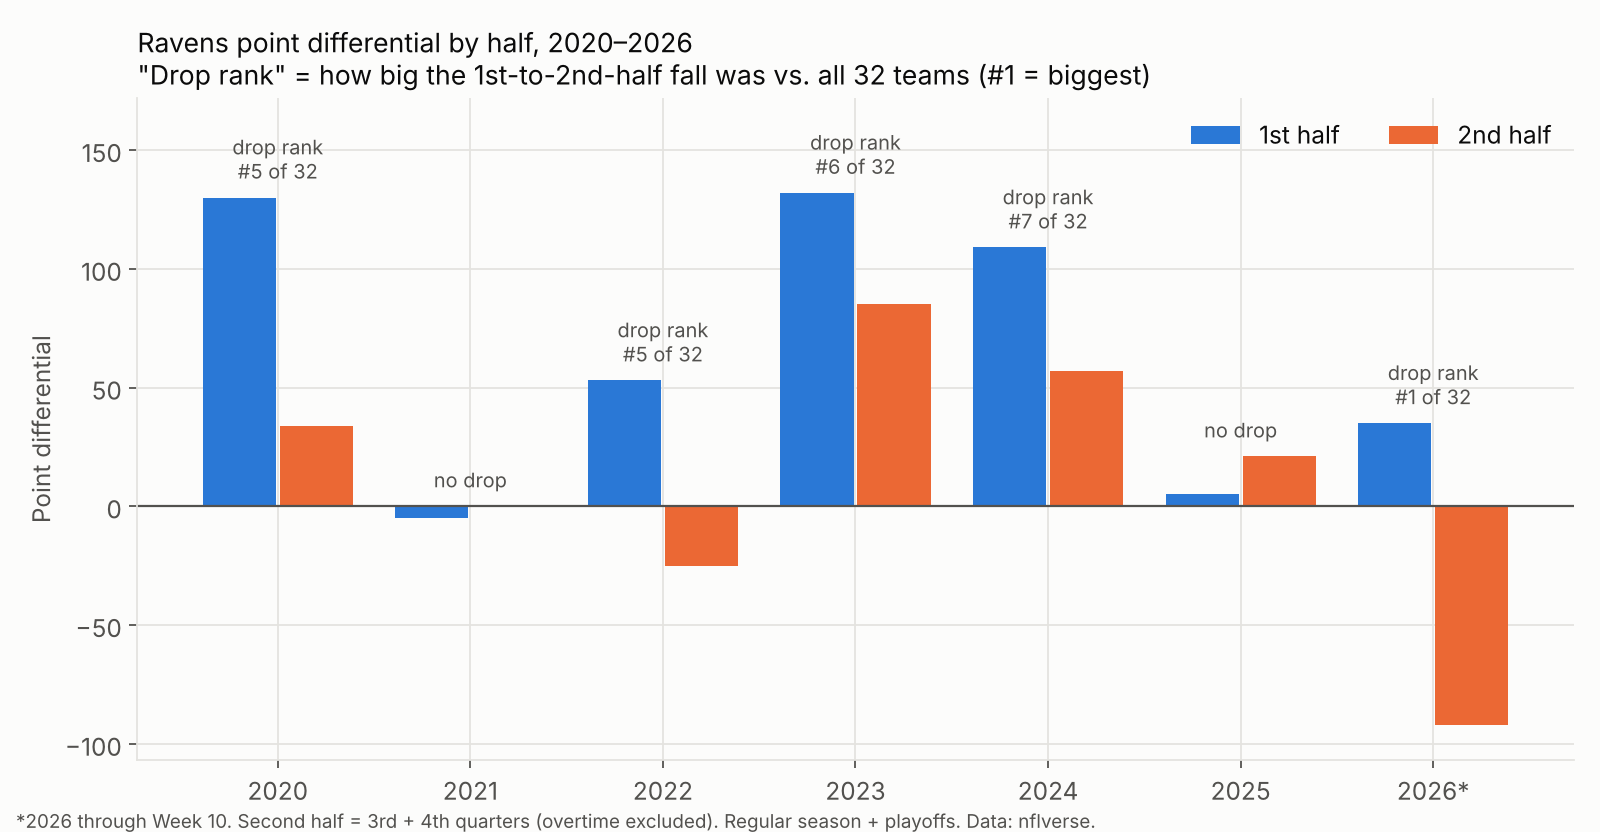 Ravens point differential by half, 2020–2026
"Drop rank" = how big the 1st-to-2nd-half fall was vs. all 32 teams (#1 = biggest)
1st half
2nd half
150
100
50
0
−50
−100
Point differential
drop rank
#5 of 32
no drop
drop rank
#5 of 32
drop rank
#6 of 32
drop rank
#7 of 32
no drop
drop rank
#1 of 32
2020
2021
2022
2023
2024
2025
2026*
*2026 through Week 10. Second half = 3rd + 4th quarters (overtime excluded). Regular season + playoffs. Data: nflverse.